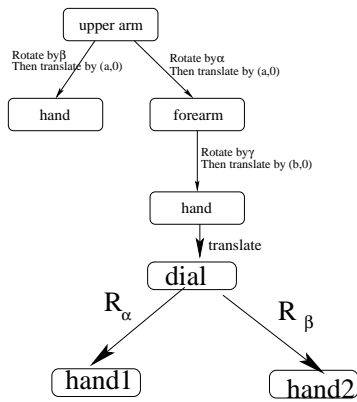 upper arm
Rotate byβ
Then translate by (a,0)
Rotate byα
Then translate by (a,0)
hand
forearm
Rotate byγ
Then translate by (b,0)
hand
translate
dial
Rα
R β
hand1
hand2